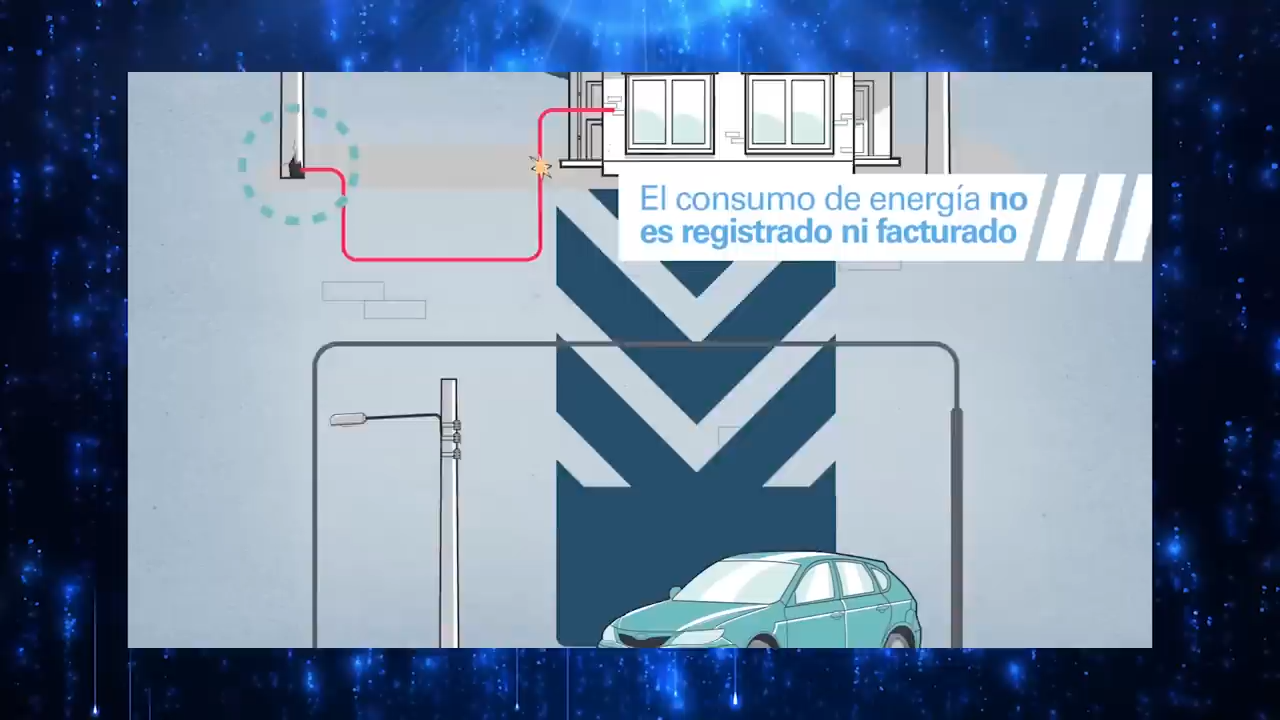 El consumo de energía no
es registrado ni facturado